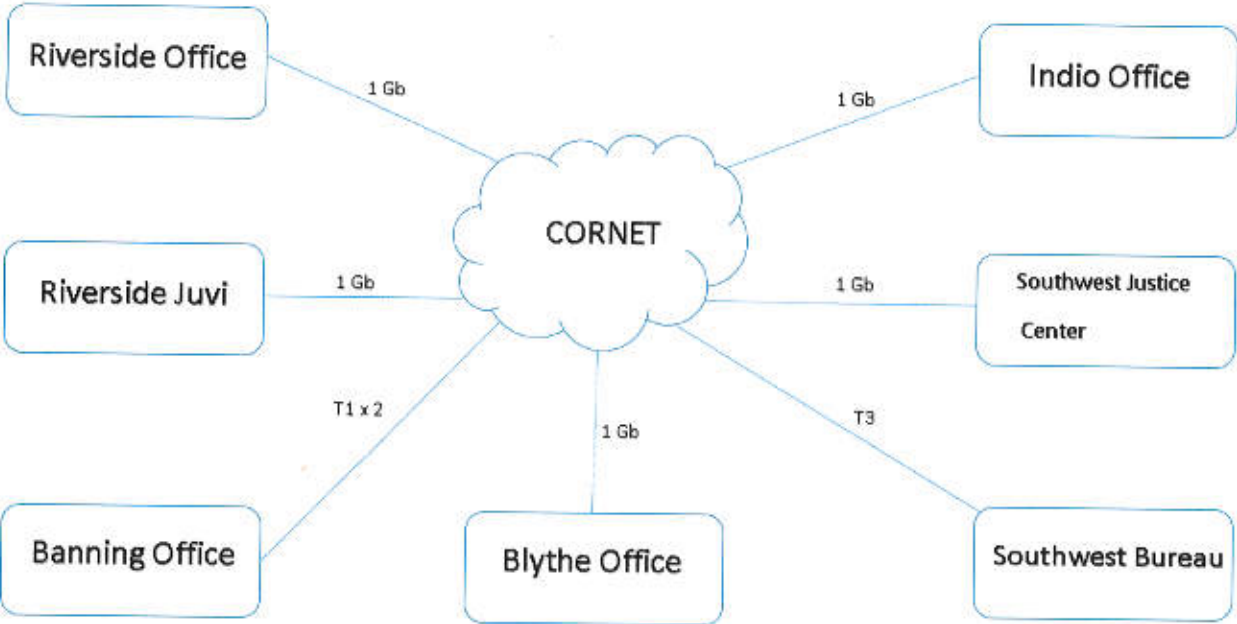 Riverside Office
Indio Office
1 Gb
1 Gb
CORNET
Riverside Juvi
1 Gb
1 Gb
Southwest Justice
Center
T1 x 2
1 Gb
T3
Banning Office
Blythe Office
Southwest Bureau